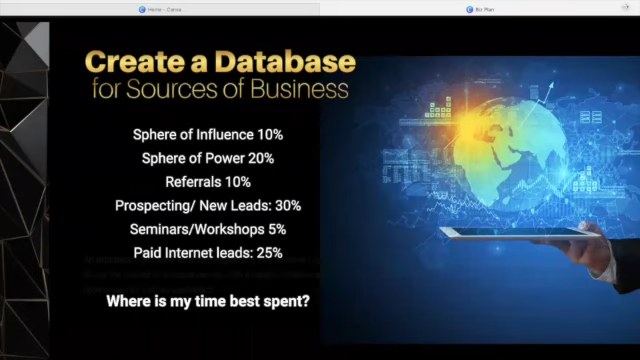 Home - Canva
Biz Plan
Create a Database
for Sources of Business
Sphere of Influence 10%
Sphere of Power 20%
Referrals 10%
Prospecting/ New Leads: 30%
Seminars/Workshops 5%
Paid Internet leads: 25%
Where is my time best spent?